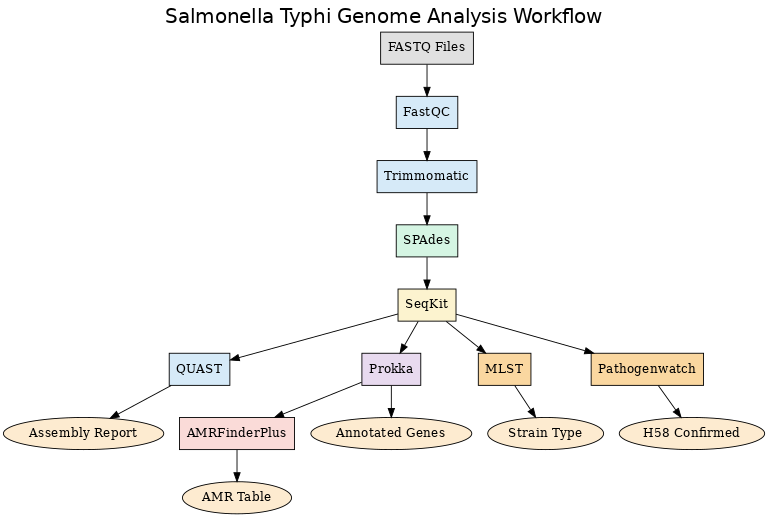 Salmonella Typhi Genome Analysis Workflow
FASTQ Files
FastQC
Trimmomatic
SPAdes
SeqKit
QUAST
Prokka
MLST
Pathogenwatch
Assembly Report
AMRFinderPlus
Annotated Genes
Strain Type
H58 Confirmed
AMR Table